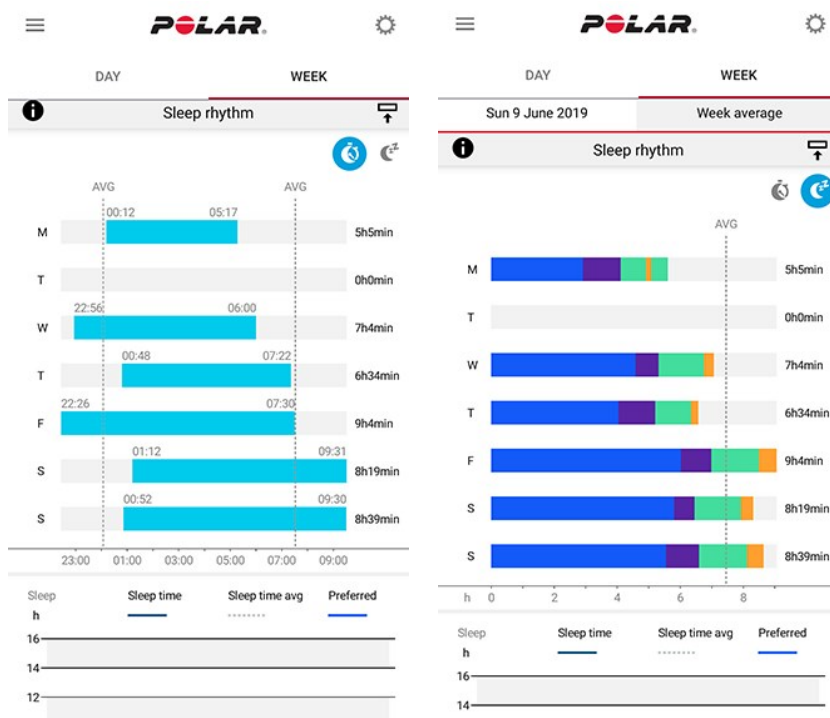 POLAR
DAY WEEK
Sleep rhythm
AVG AVG
00:12 05:17
M 5h5min
T 0h0min
22:56 06:00
W 7h4min
00:48 07:22
T 6h34min
22:26 07:30
F 9h4min
01:12 09:31
S 8h19min
00:52 09:30
S 8h39min
23:00 01:00 03:00 05:00 07:00 09:00
Sleep Sleep time Sleep time avg Preferred
h
16
14
12
POLAR
DAY WEEK
Sun 9 June 2019 Week average
Sleep rhythm
AVG
M 5h5min
T 0h0min
W 7h4min
T 6h34min
F 9h4min
S 8h19min
S 8h39min
h 0 2 4 6 8
Sleep Sleep time Sleep time avg Preferred
h
16
14